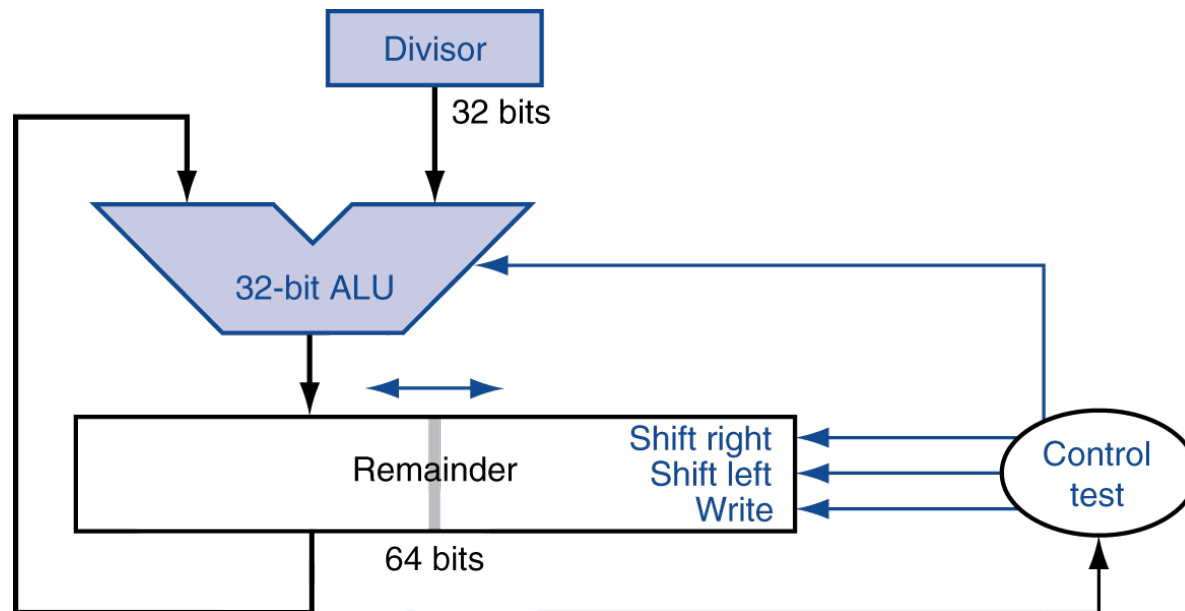 Divisor
32 bits
32-bit ALU
Remainder
Shift right
Shift left
Write
64 bits
Control
test